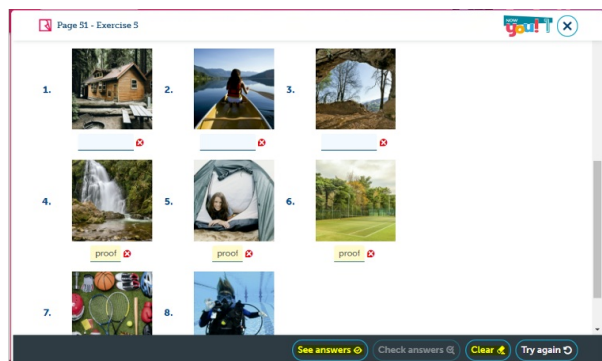 Page 51 - Exercise 5
NOW
you!
1.
2.
3.
4.
5.
6.
proof
proof
proof
7.
8.
See answers
Check answers
Clear
Try again